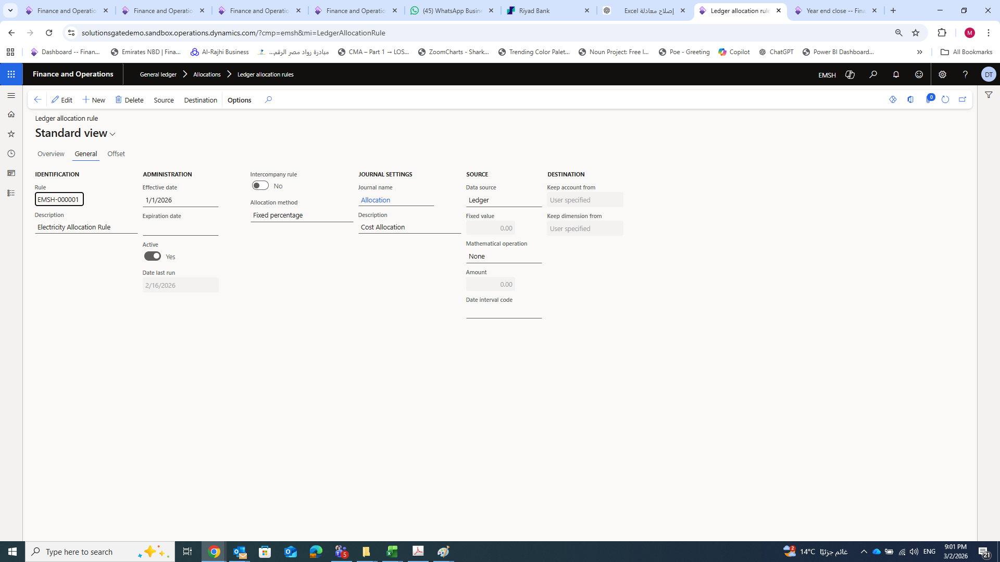 Finance and Operatio
Finance and Operatio
Finance and Operatio
Finance and Operatio
(45) WhatsApp Busine
Riyad Bank
إصلاح معادلة Excel
Ledger allocation rule
Year end close -- Fina
solutionsgatedemo.sandbox.operations.dynamics.com/?cmp=emsh&mi=LedgerAllocationRule
M
Dashboard -- Finan...
Emirates NBD | Fina...
Al-Rajhi Business
مبادرة رواد مصر الرقم...
CMA – Part 1 → LOS...
ZoomCharts - Shark...
Trending Color Palet...
Noun Project: Free I...
Poe - Greeting
Copilot
ChatGPT
Power BI Dashboard...
All Bookmarks
Finance and Operations
General ledger
Allocations
Ledger allocation rules
EMSH
DT
Edit
New
Delete
Source
Destination
Options
0
Ledger allocation rule
Standard view
Overview
General
Offset
IDENTIFICATION
Rule
EMSH-000001
Description
Electricity Allocation Rule
ADMINISTRATION
Effective date
1/1/2026
Expiration date
Active
Yes
Date last run
2/16/2026
Intercompany rule
No
Allocation method
Fixed percentage
JOURNAL SETTINGS
Journal name
Allocation
Description
Cost Allocation
SOURCE
Data source
Ledger
Fixed value
0.00
Mathematical operation
None
Amount
0.00
Date interval code
DESTINATION
Keep account from
User specified
Keep dimension from
User specified
Type here to search
5
2
14°C
غائم جزئيًا
ENG
9:01 PM
3/2/2026
21